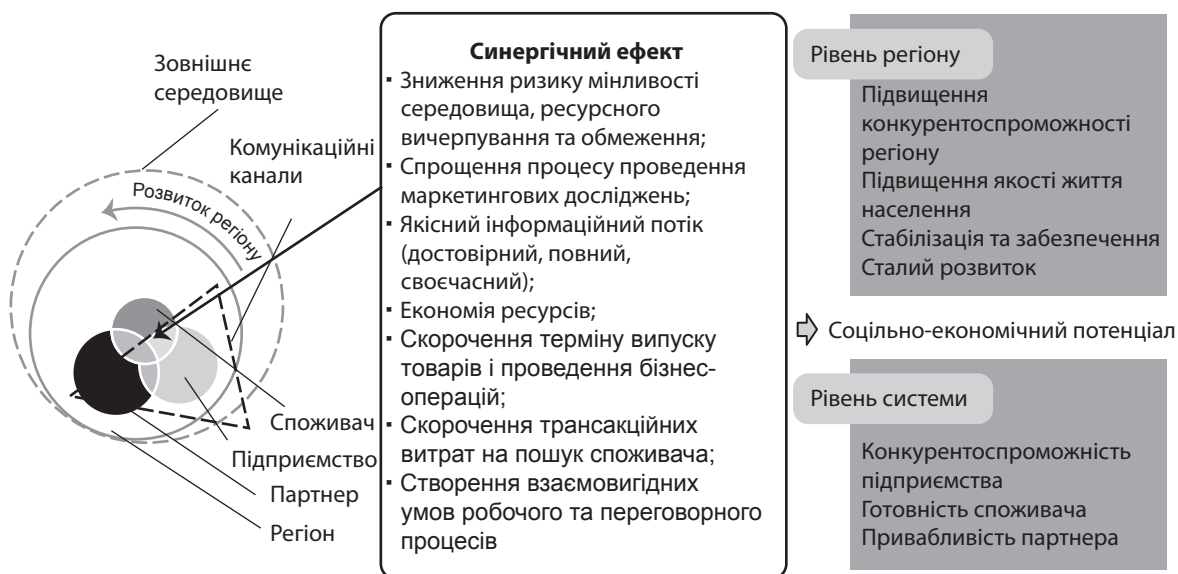 Зовнішнє
середовище
Комунікаційні
канали
Розвиток регіону
Споживач
Підприємство
Партнер
Регіон
Синергічний ефект
▪ Зниження ризику мінливості
середовища, ресурсного
вичерпування та обмеження;
▪ Спрощення процесу проведення
маркетингових досліджень;
▪ Якісний інформаційний потік
(достовірний, повний,
своєчасний);
▪ Економія ресурсів;
▪ Скорочення терміну випуску
товарів і проведення бізнес-
операцій;
▪ Скорочення трансакційних
витрат на пошук споживача;
▪ Створення взаємовигідних
умов робочого та переговорного
процесів
Рівень регіону
Підвищення
конкурентоспроможності
регіону
Підвищення якості життя
населення
Стабілізація та забезпечення
Сталий розвиток
Соцільно-економічний потенціал
Рівень системи
Конкурентоспроможність
підприємства
Готовність споживача
Привабливість партнера